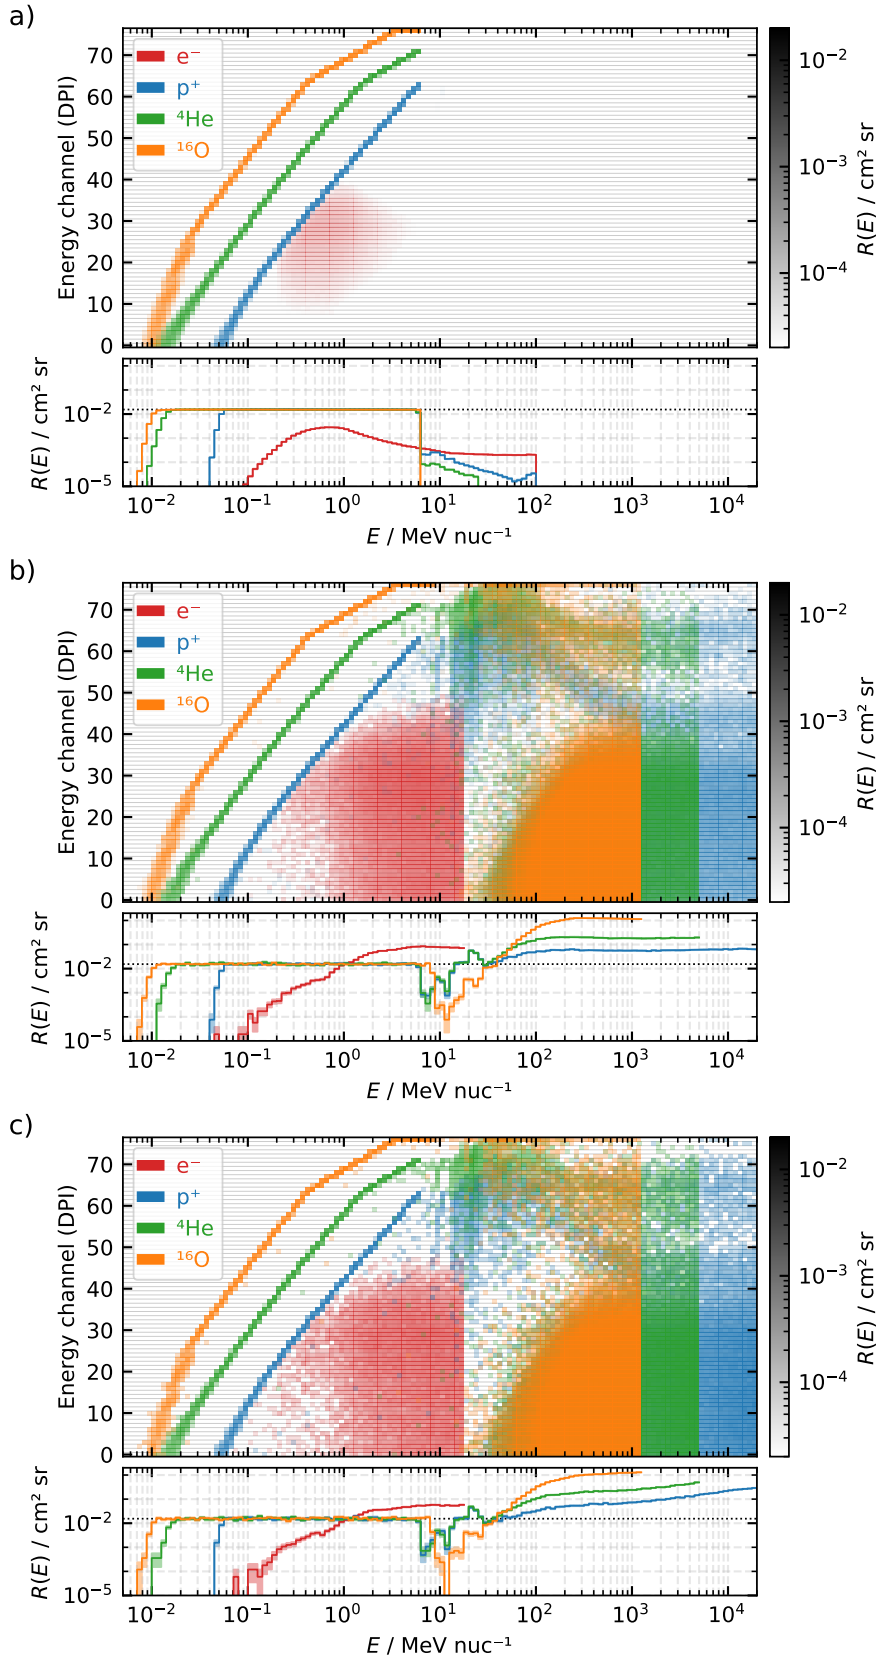 a)
Energy channel (DPI)
70
60
50
40
30
20
10
0
e⁻
p⁺
⁴He
¹⁶O
10⁻²
10⁻³
10⁻⁴
R(E) / cm² sr
R(E) / cm² sr
10⁻²
10⁻⁵
10⁻² 10⁻¹ 10⁰ 10¹ 10² 10³ 10⁴
E / MeV nuc⁻¹
b)
Energy channel (DPI)
70
60
50
40
30
20
10
0
e⁻
p⁺
⁴He
¹⁶O
10⁻²
10⁻³
10⁻⁴
R(E) / cm² sr
R(E) / cm² sr
10⁻²
10⁻⁵
10⁻² 10⁻¹ 10⁰ 10¹ 10² 10³ 10⁴
E / MeV nuc⁻¹
c)
Energy channel (DPI)
70
60
50
40
30
20
10
0
e⁻
p⁺
⁴He
¹⁶O
10⁻²
10⁻³
10⁻⁴
R(E) / cm² sr
R(E) / cm² sr
10⁻²
10⁻⁵
10⁻² 10⁻¹ 10⁰ 10¹ 10² 10³ 10⁴
E / MeV nuc⁻¹